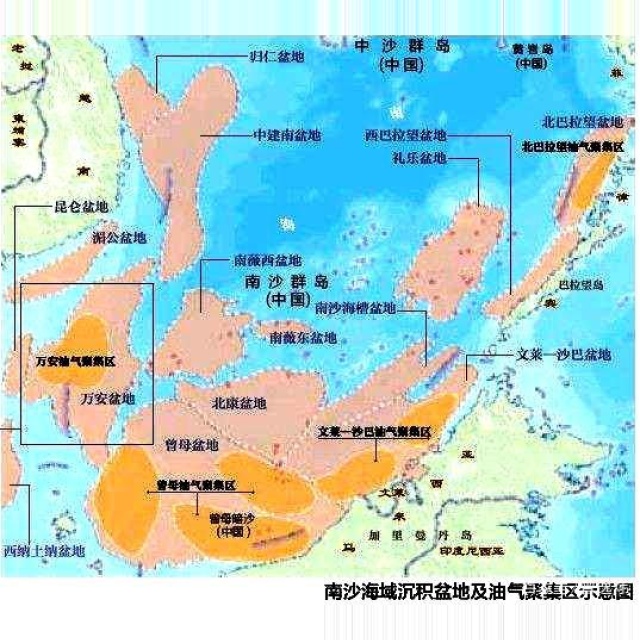 归仁盆地
中沙群岛
(中国)
黄岩岛
(中国)
老
挝
菲
越
柬
埔
寨
中建南盆地
西巴拉望盆地
北巴拉望盆地
北巴拉望油气聚集区
礼乐盆地
南
律
昆仑盆地
湄公盆地
南
海
南薇西盆地
南沙群岛
(中国)
巴拉望岛
宾
南沙海槽盆地
南薇东盆地
文莱—沙巴盆地
万安油气聚集区
万安盆地
北康盆地
曾母盆地
文莱—沙巴油气聚集区
亚
西
曾母油气聚集区
文莱
来
曾母暗沙
(中国)
加里曼丹岛
马
印度尼西亚
西纳土纳盆地
南沙海域沉积盆地及油气聚集区示意图